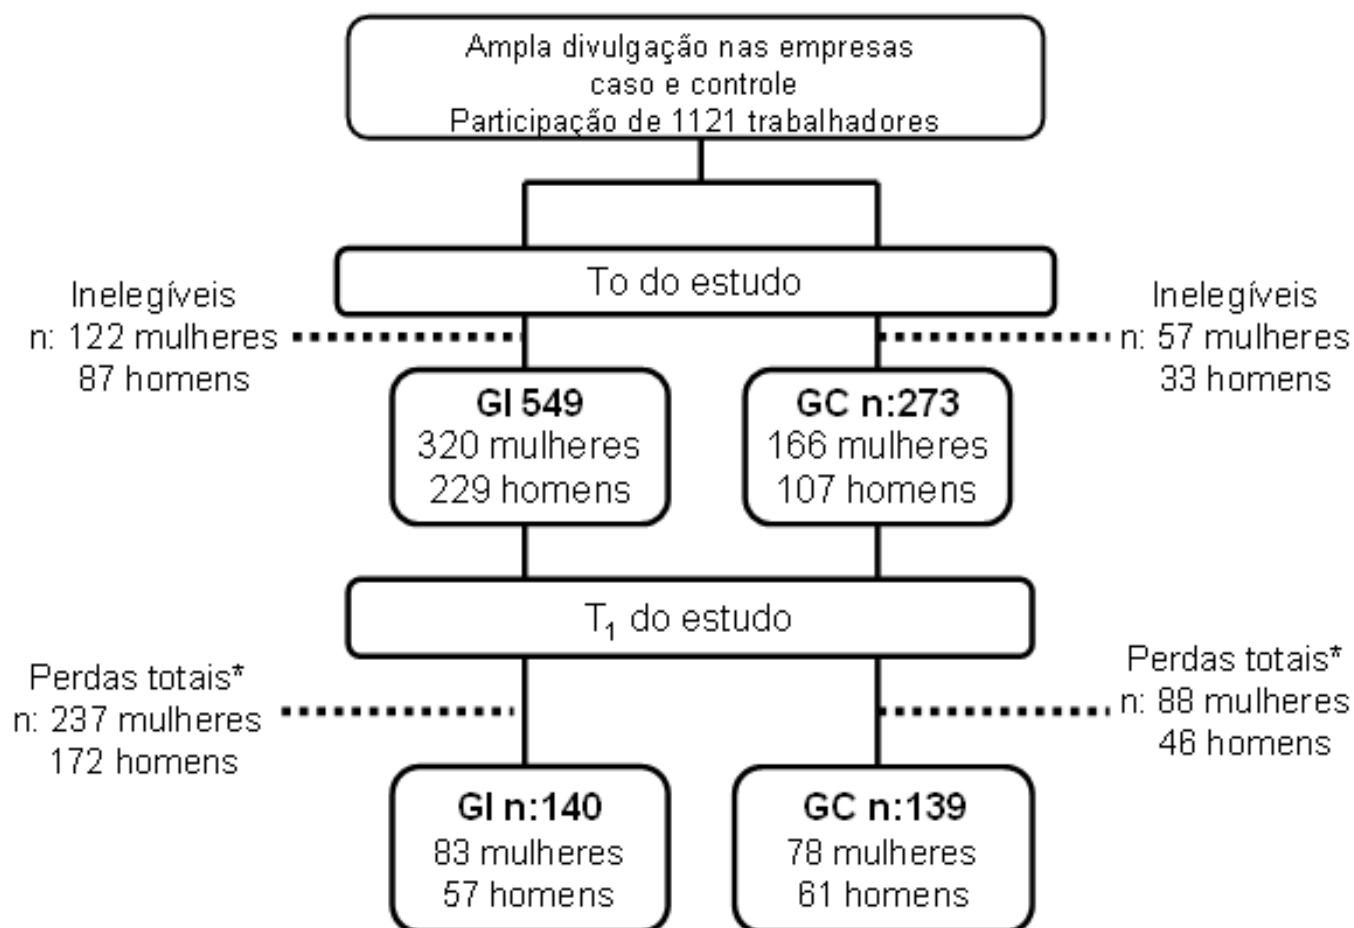 Ampla divulgação nas empresas
caso e controle
Participação de 1121 trabalhadores
To do estudo
Inelegíveis
n: 122 mulheres
87 homens
Inelegíveis
n: 57 mulheres
33 homens
GI 549
320 mulheres
229 homens
GC n:273
166 mulheres
107 homens
T₁ do estudo
Perdas totais*
n: 237 mulheres
172 homens
Perdas totais*
n: 88 mulheres
46 homens
GI n:140
83 mulheres
57 homens
GC n:139
78 mulheres
61 homens